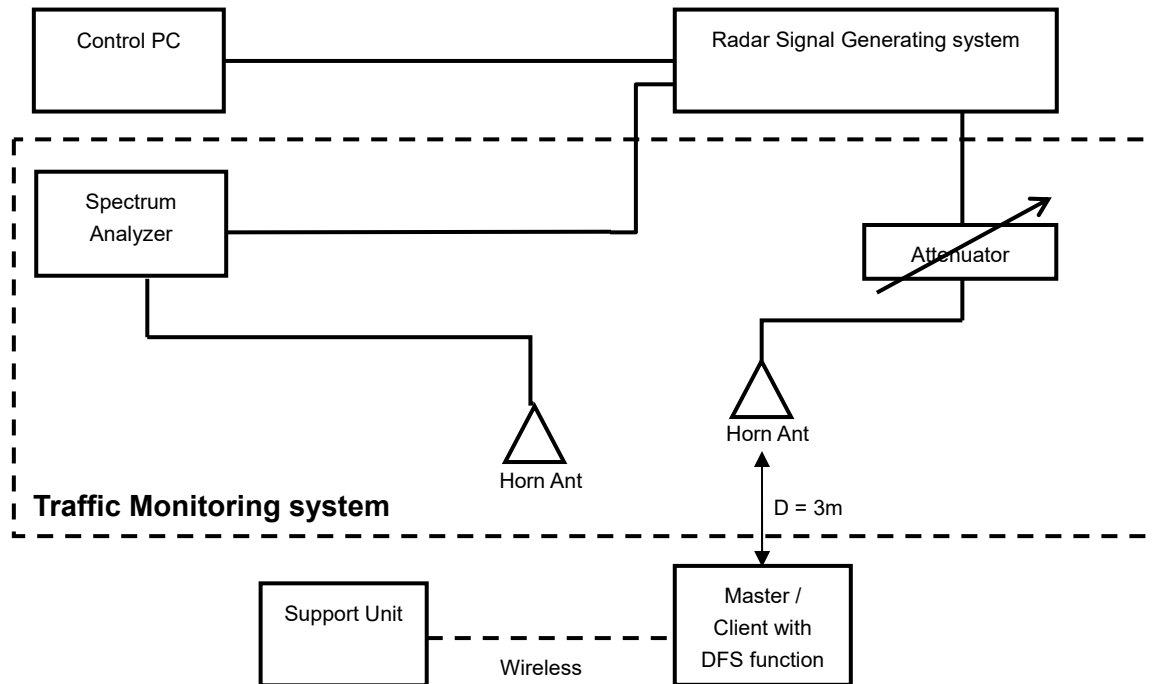 Control PC
Radar Signal Generating system
Spectrum
Analyzer
Attenuator
Horn Ant
Horn Ant
Traffic Monitoring system
D = 3m
Support Unit
Wireless
Master /
Client with
DFS function